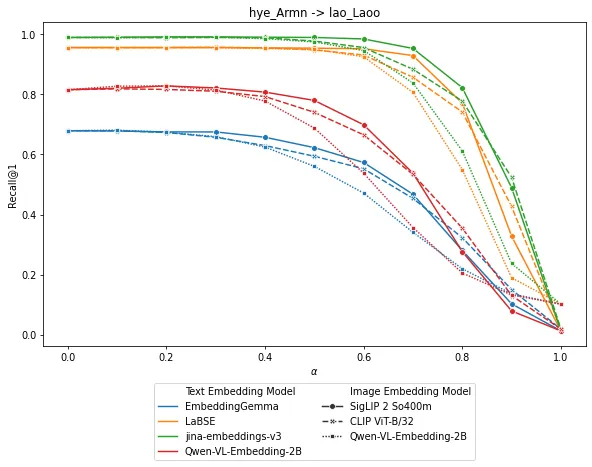 hye_Armn -> lao_Laoo
Recall@1
1.0
0.8
0.6
0.4
0.2
0.0
0.0 0.2 0.4 0.6 0.8 1.0
α
Text Embedding Model Image Embedding Model
EmbeddingGemma SigLIP 2 So400m
LaBSE CLIP ViT-B/32
jina-embeddings-v3 Qwen-VL-Embedding-2B
Qwen-VL-Embedding-2B